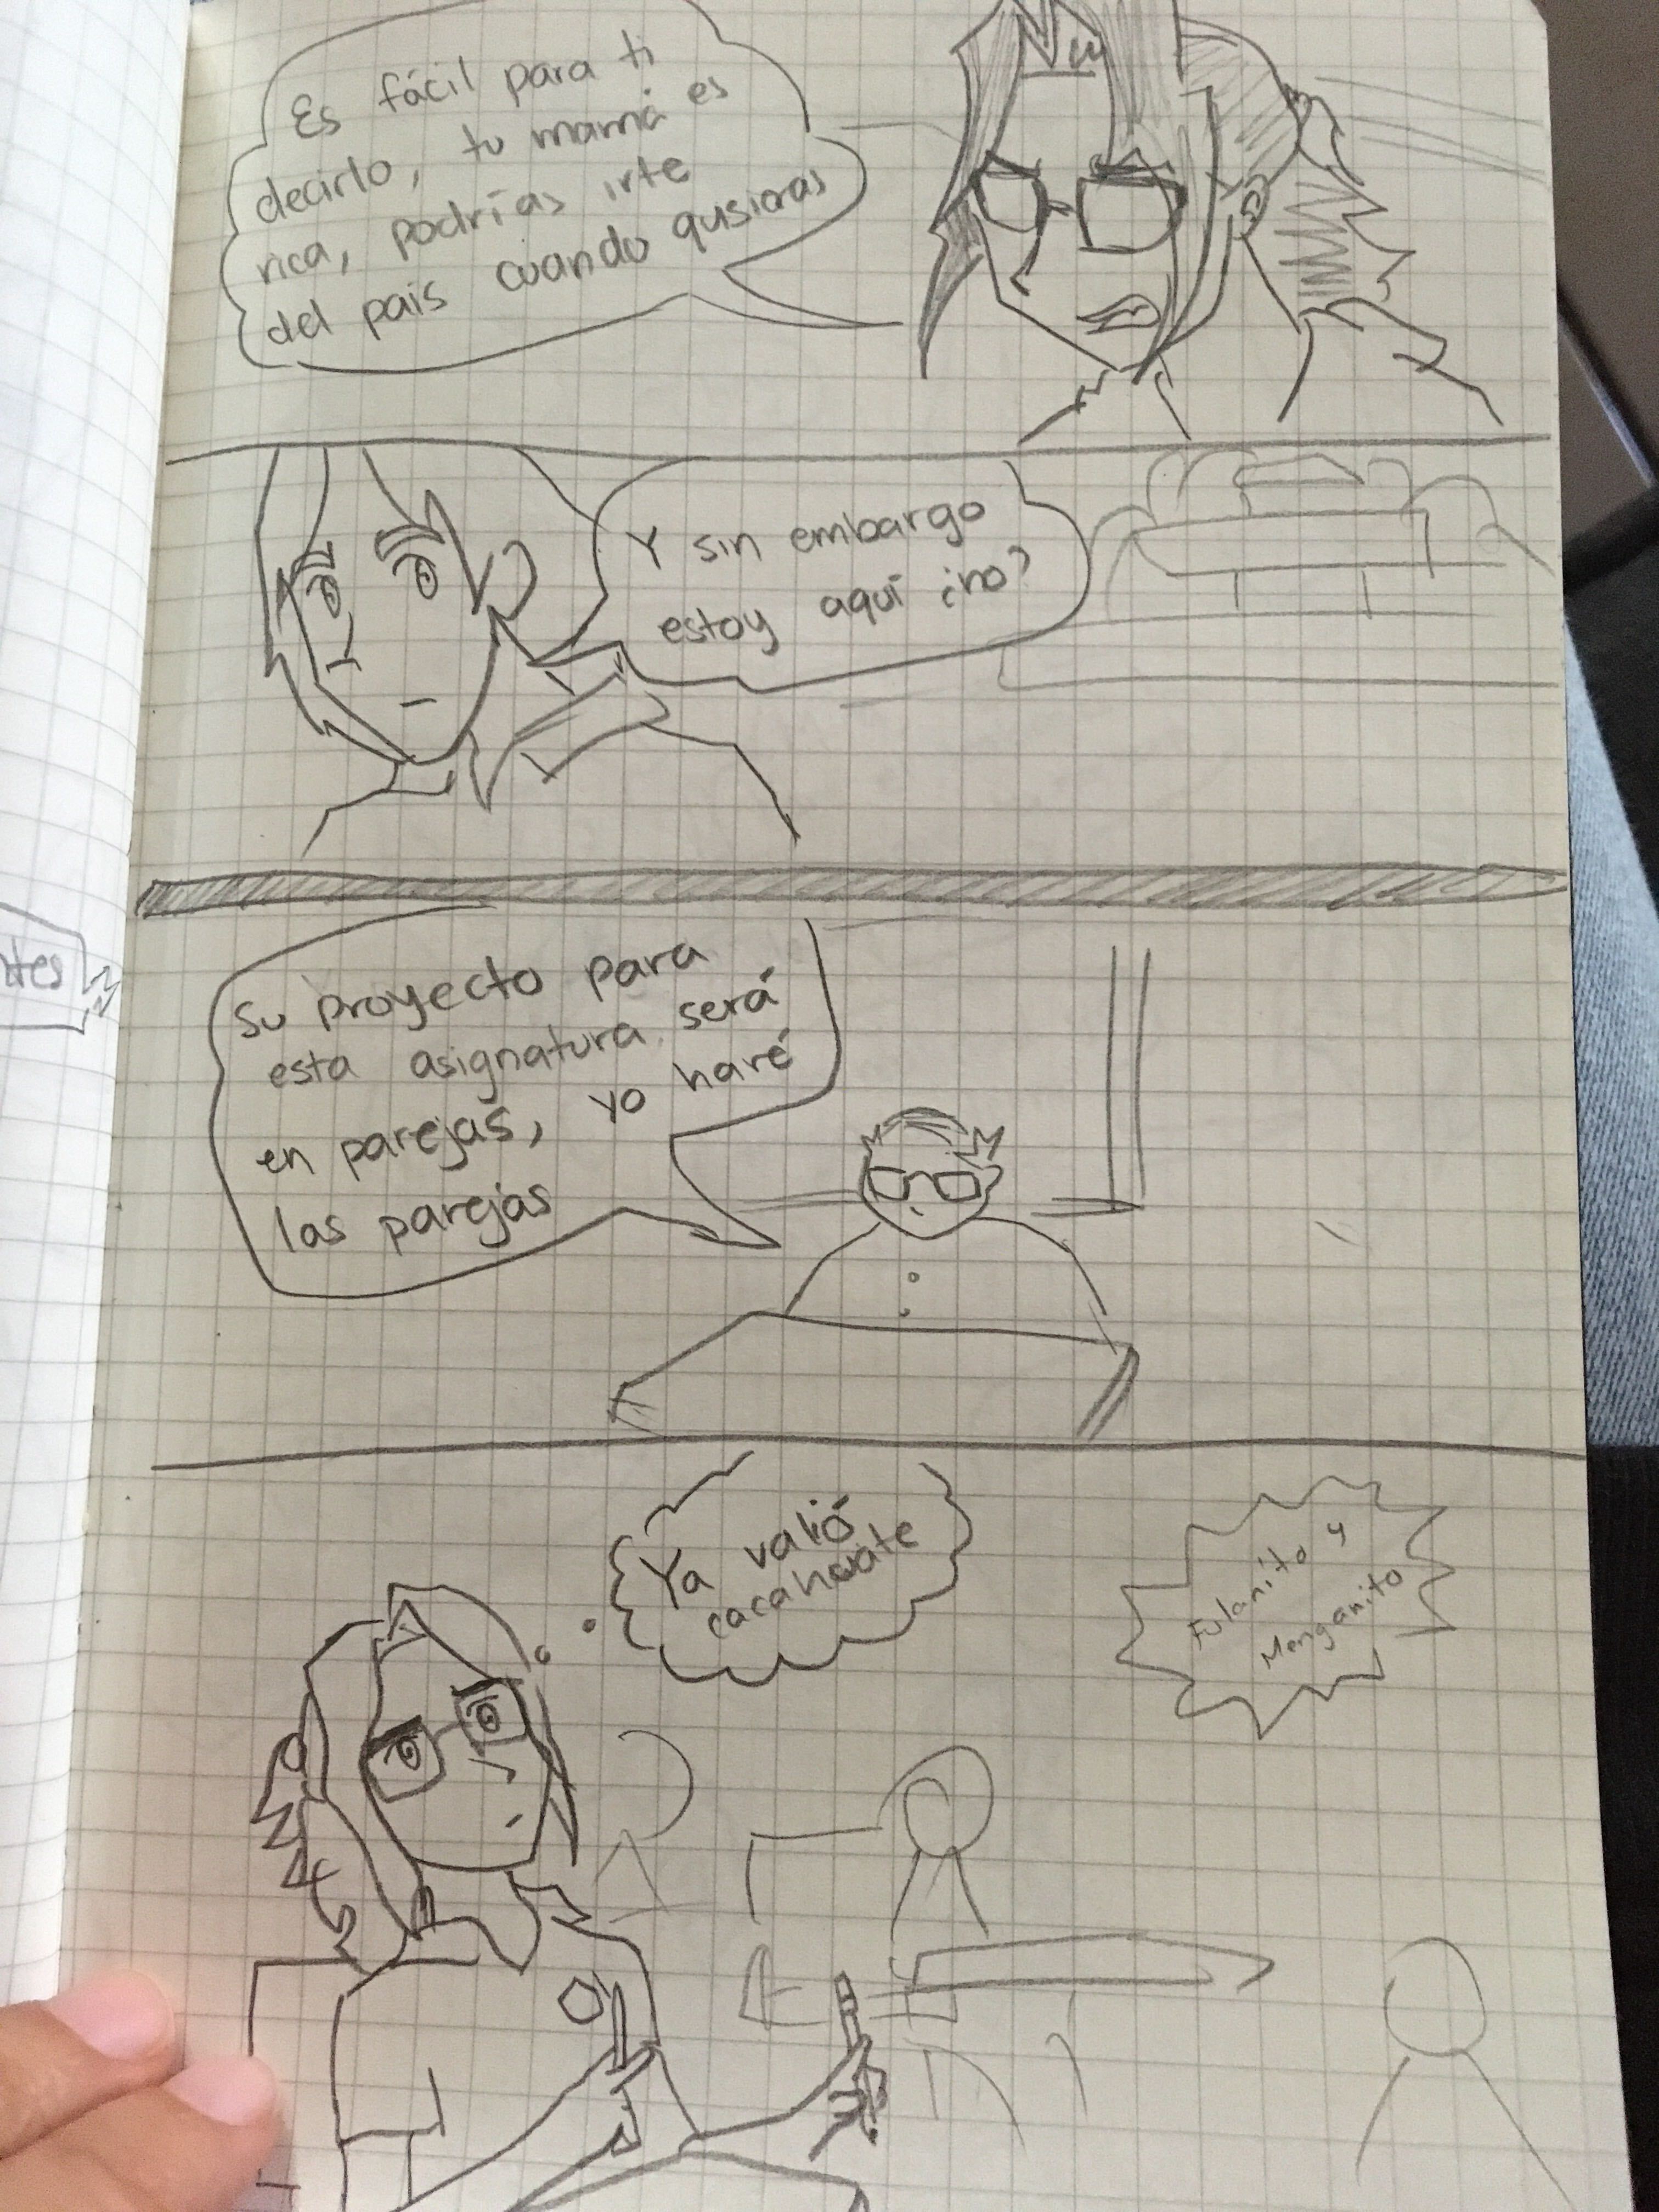 Es fácil para ti
decirlo, tu mamá es
rica, podrías irte
del país cuando qusieras
Y sin embargo
estoy aquí ¿no?
Su proyecto para
esta asignatura será
en parejas, yo haré
las parejas
Ya valió
cacahuate
Fulanito y
Menganito
ntes